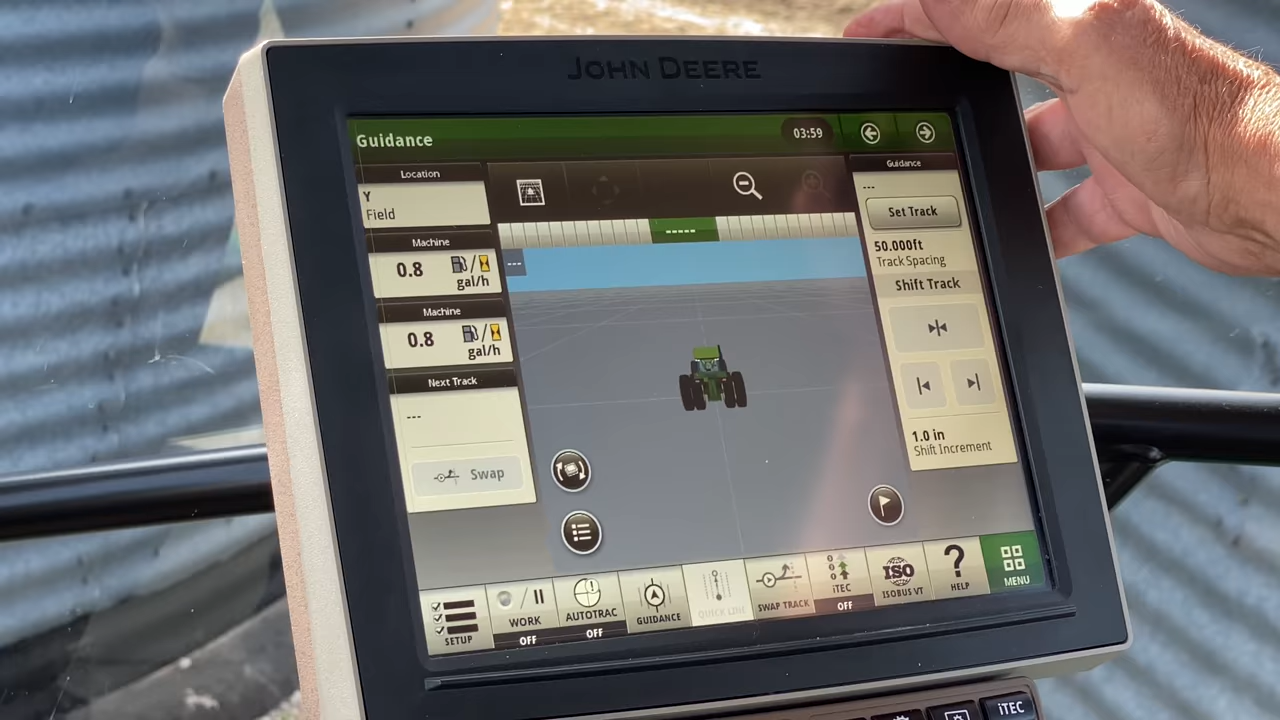 JOHN DEERE
Guidance
03:59
Location
Y
Field
Machine
0.8
gal/h
Machine
0.8
gal/h
Next Track
---
Swap
-----
---
Guidance
---
Set Track
50.000ft
Track Spacing
Shift Track
1.0 in
Shift Increment
SETUP
WORK
OFF
AUTOTRAC
OFF
GUIDANCE
QUICK LINE
SWAP TRACK
iTEC
OFF
ISO
ISOBUS VT
?
HELP
MENU
iTEC